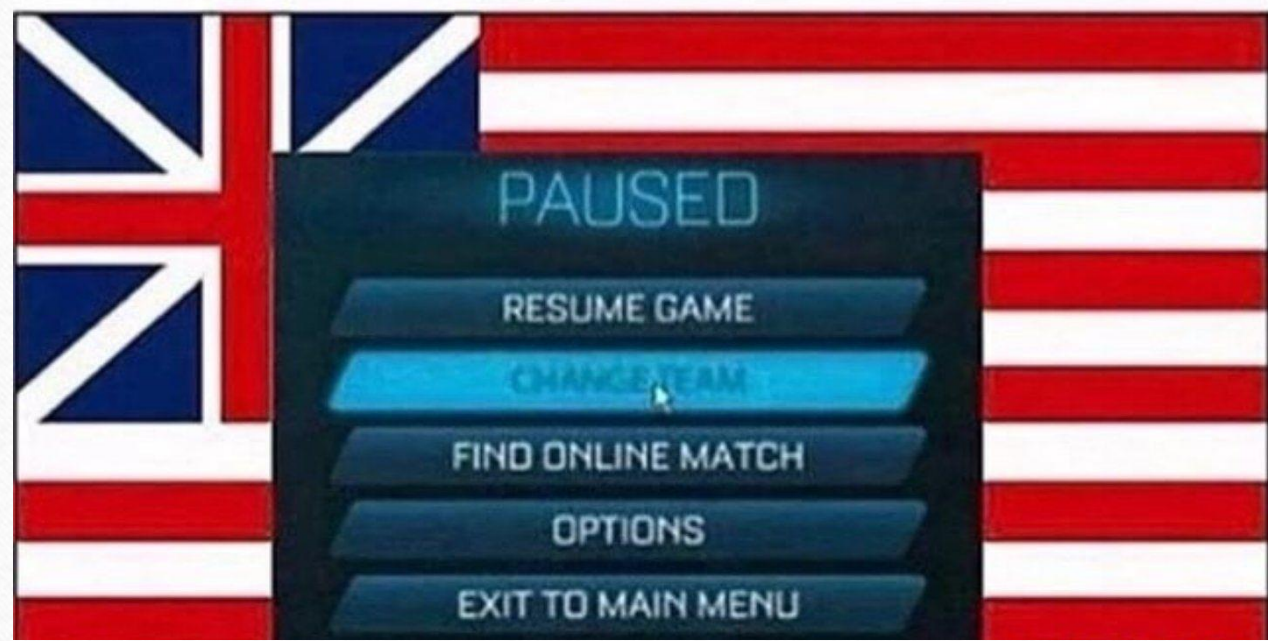 PAUSED
RESUME GAME
CHANGE TEAM
FIND ONLINE MATCH
OPTIONS
EXIT TO MAIN MENU